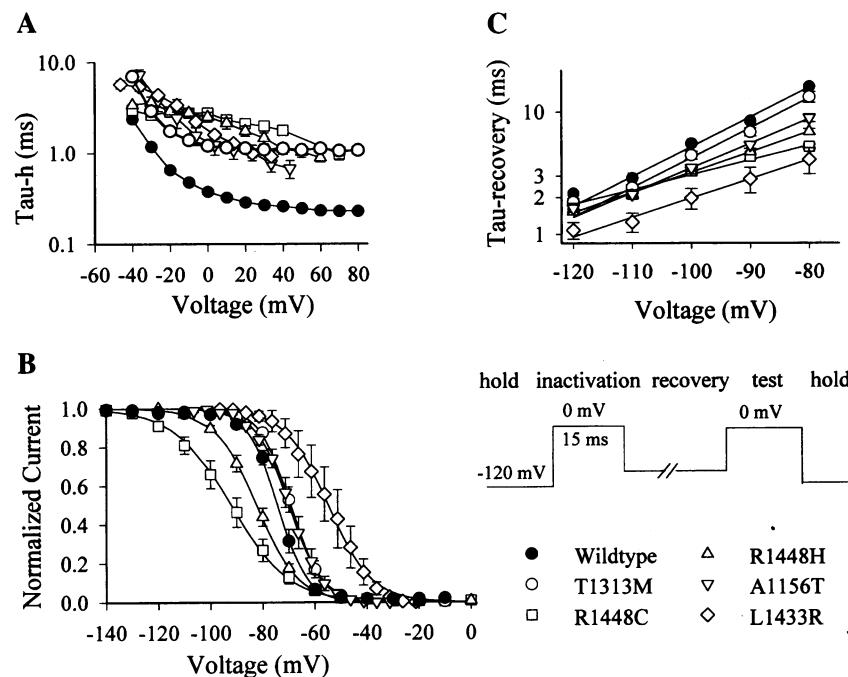 A
10.0
1.0
0.1
Tau-h (ms)
-60 -40 -20 0 20 40 60 80
Voltage (mV)
C
10
3
2
1
Tau-recovery (ms)
-120 -110 -100 -90 -80
Voltage (mV)
B
1.0
0.8
0.6
0.4
0.2
0.0
Normalized Current
-140 -120 -100 -80 -60 -40 -20 0
Voltage (mV)
hold inactivation recovery test hold
0 mV 0 mV
15 ms
-120 mV
Wildtype R1448H
T1313M A1156T
R1448C L1433R